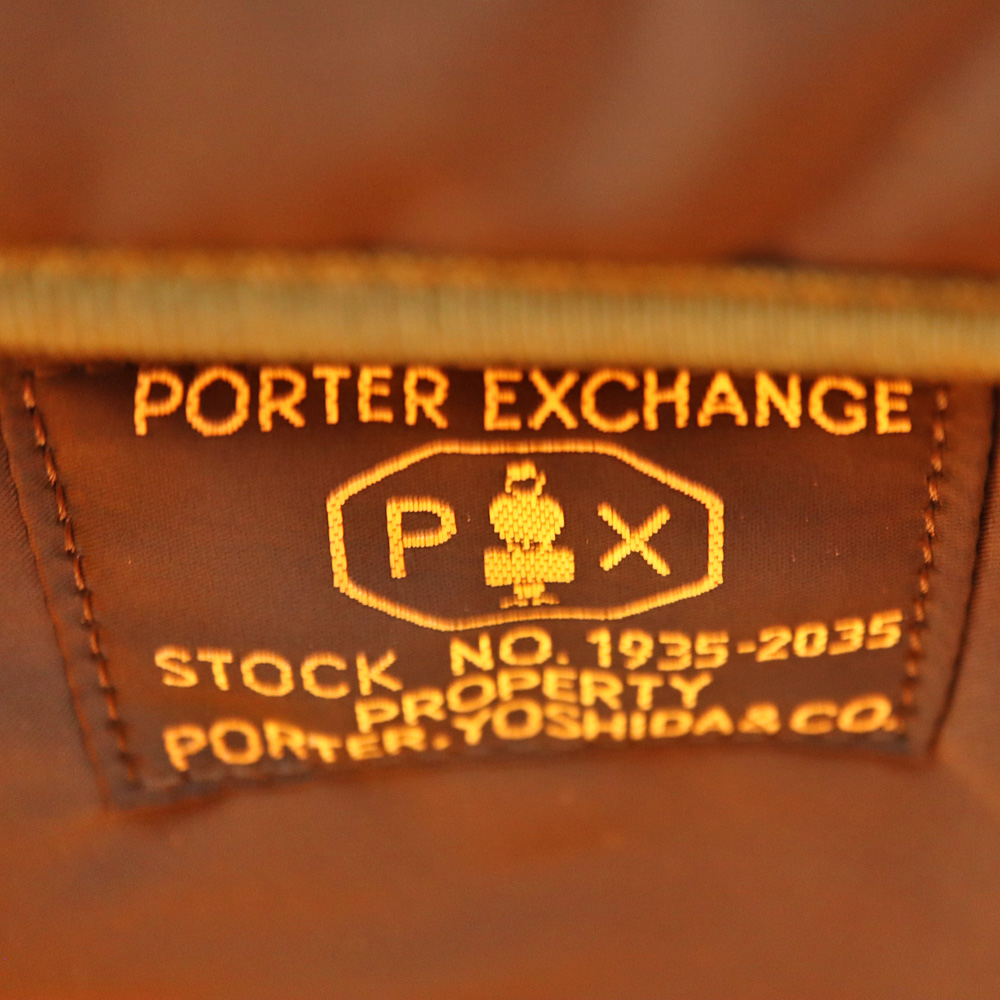 PORTER EXCHANGE
P X
STOCK NO. 1935-2035
PROPERTY
PORTER.YOSHIDA&CO.